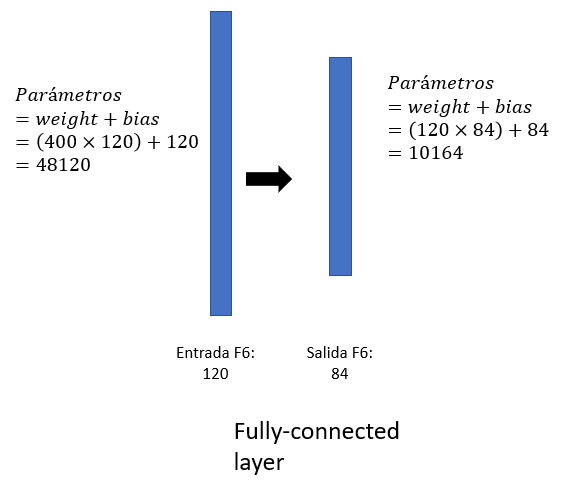 Parámetros
= weight + bias
= (400 × 120) + 120
= 48120
Parámetros
= weight + bias
= (120 × 84) + 84
= 10164
Entrada F6:
120
Salida F6:
84
Fully-connected
layer